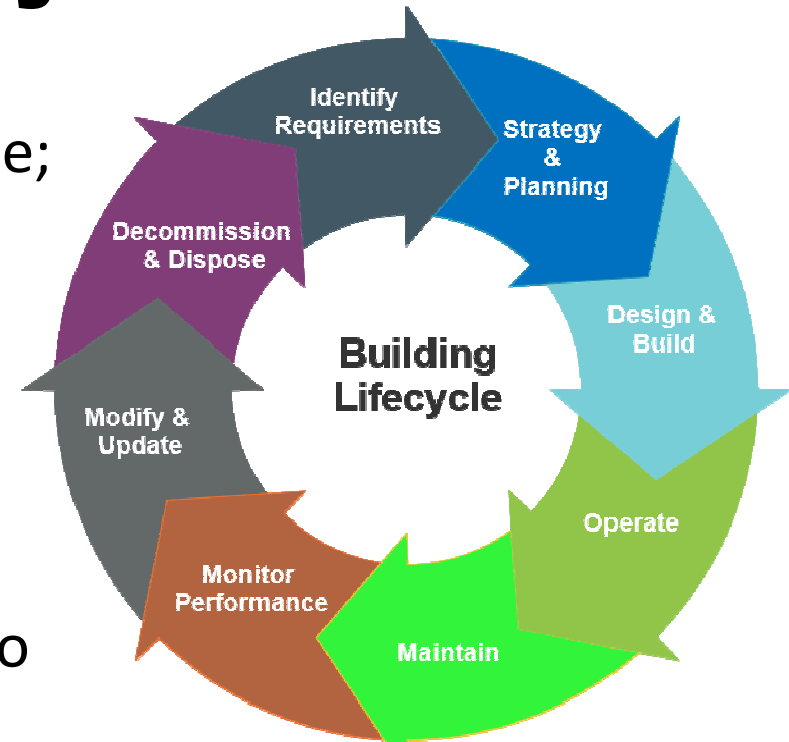 e;
Identify
Requirements
Strategy
&
Planning
Decommission
& Dispose
Design &
Build
Building
Lifecycle
Modify &
Update
Operate
Monitor
Performance
Maintain
o